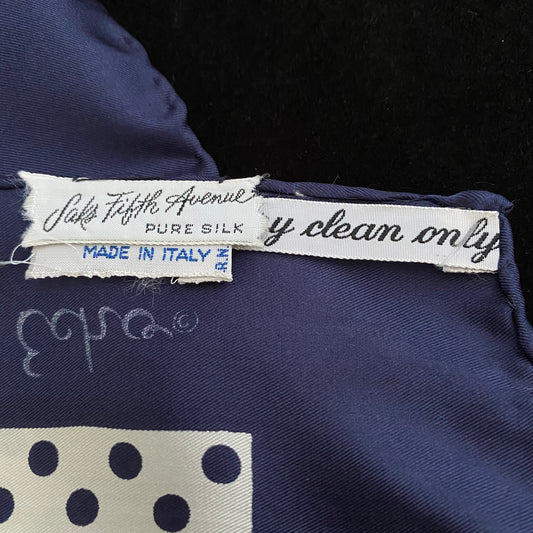 Saks Fifth Avenue
PURE SILK
MADE IN ITALY
R.N
y clean only